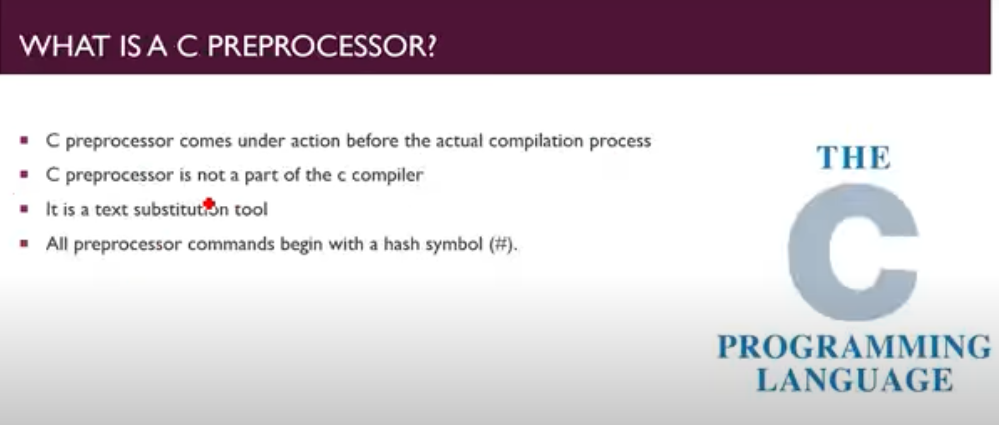 WHAT IS A C PREPROCESSOR?
C preprocessor comes under action before the actual compilation process
C preprocessor is not a part of the c compiler
It is a text substitution tool
All preprocessor commands begin with a hash symbol (#).
THE
C
PROGRAMMING
LANGUAGE